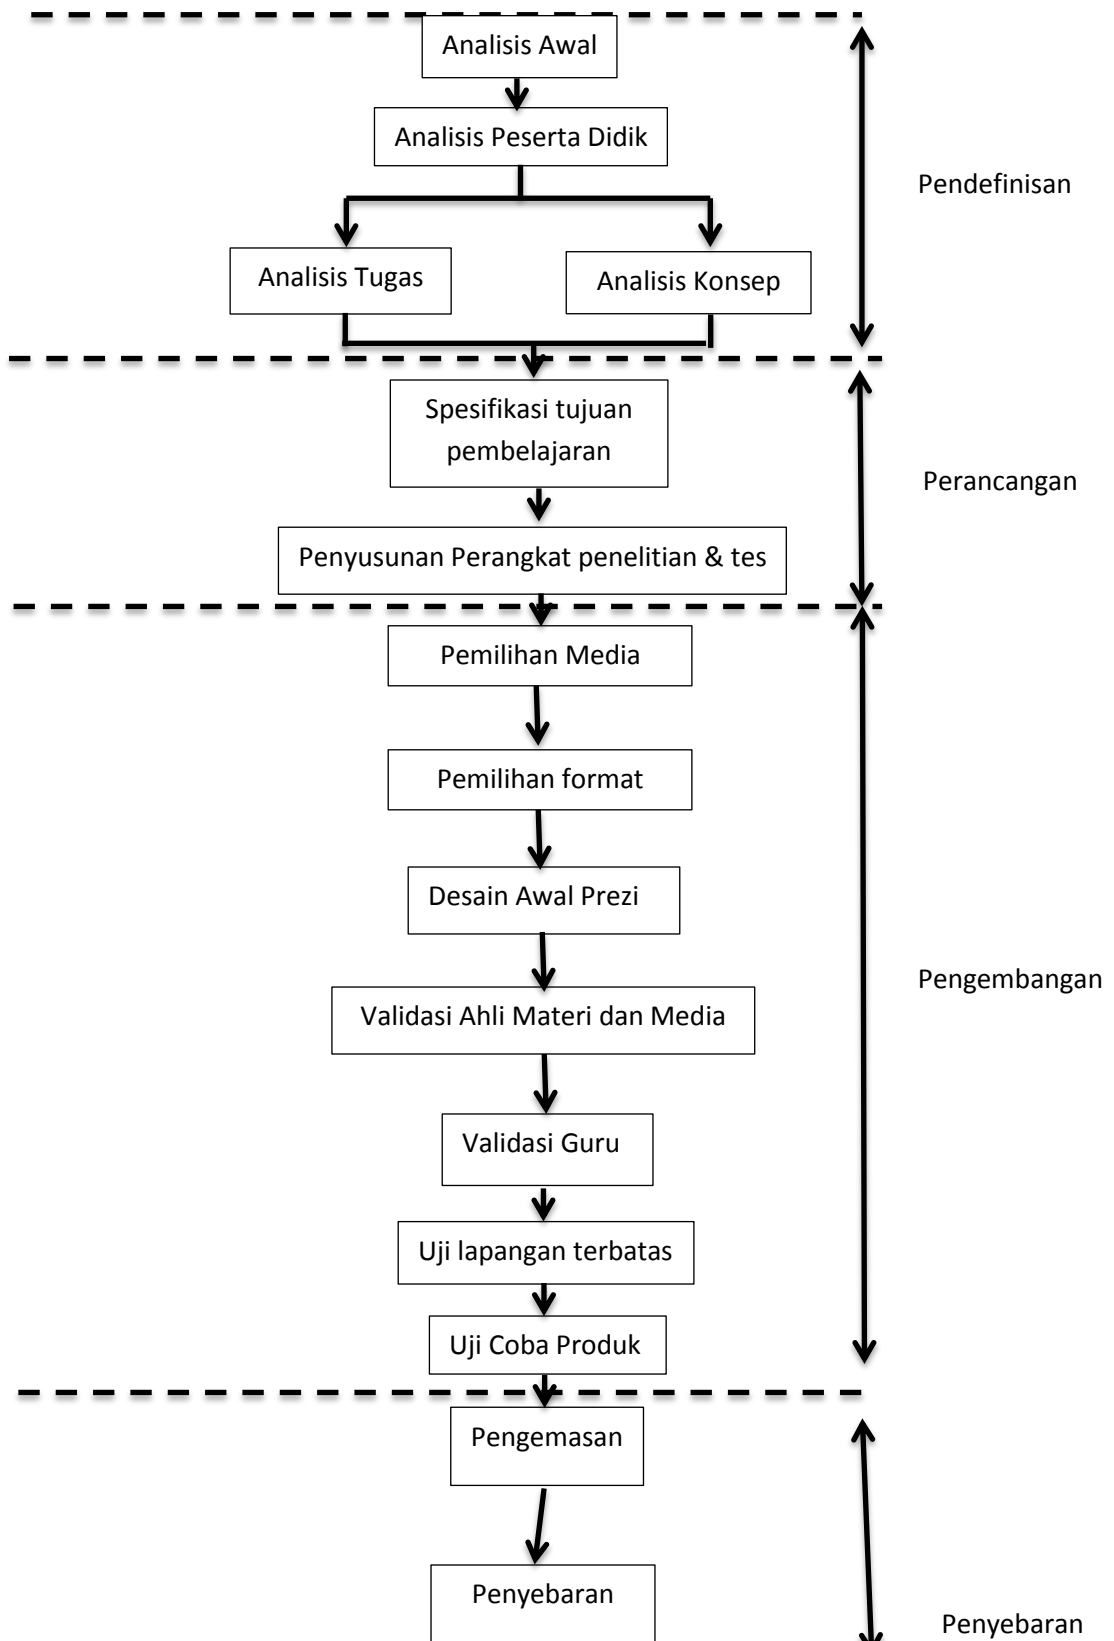 Analisis Awal
Analisis Peserta Didik
Pendefinisan
Analisis Tugas
Analisis Konsep
Spesifikasi tujuan
pembelajaran
Perancangan
Penyusunan Perangkat penelitian & tes
Pemilihan Media
Pemilihan format
Desain Awal Prezi
Pengembangan
Validasi Ahli Materi dan Media
Validasi Guru
Uji lapangan terbatas
Uji Coba Produk
Pengemasan
Penyebaran
Penyebaran